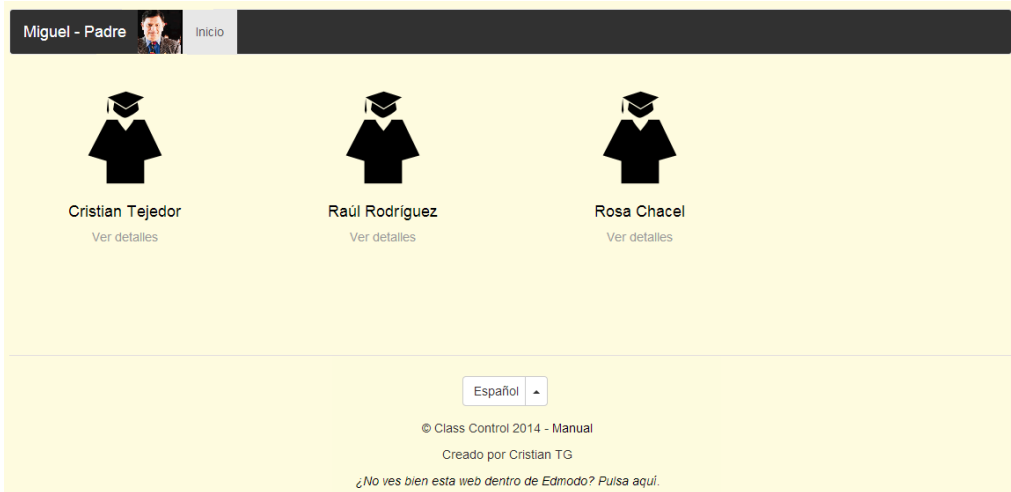 Miguel - Padre Inicio
Cristian Tejedor Raúl Rodríguez Rosa Chacel
Ver detalles Ver detalles Ver detalles
Español
© Class Control 2014 - Manual
Creado por Cristian TG
¿No ves bien esta web dentro de Edmodo? Pulsa aquí.